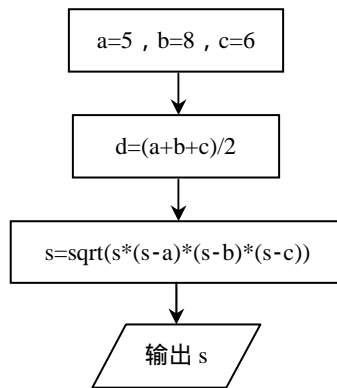 a=5，b=8，c=6
d=(a+b+c)/2
s=sqrt(s*(s-a)*(s-b)*(s-c))
输出 s